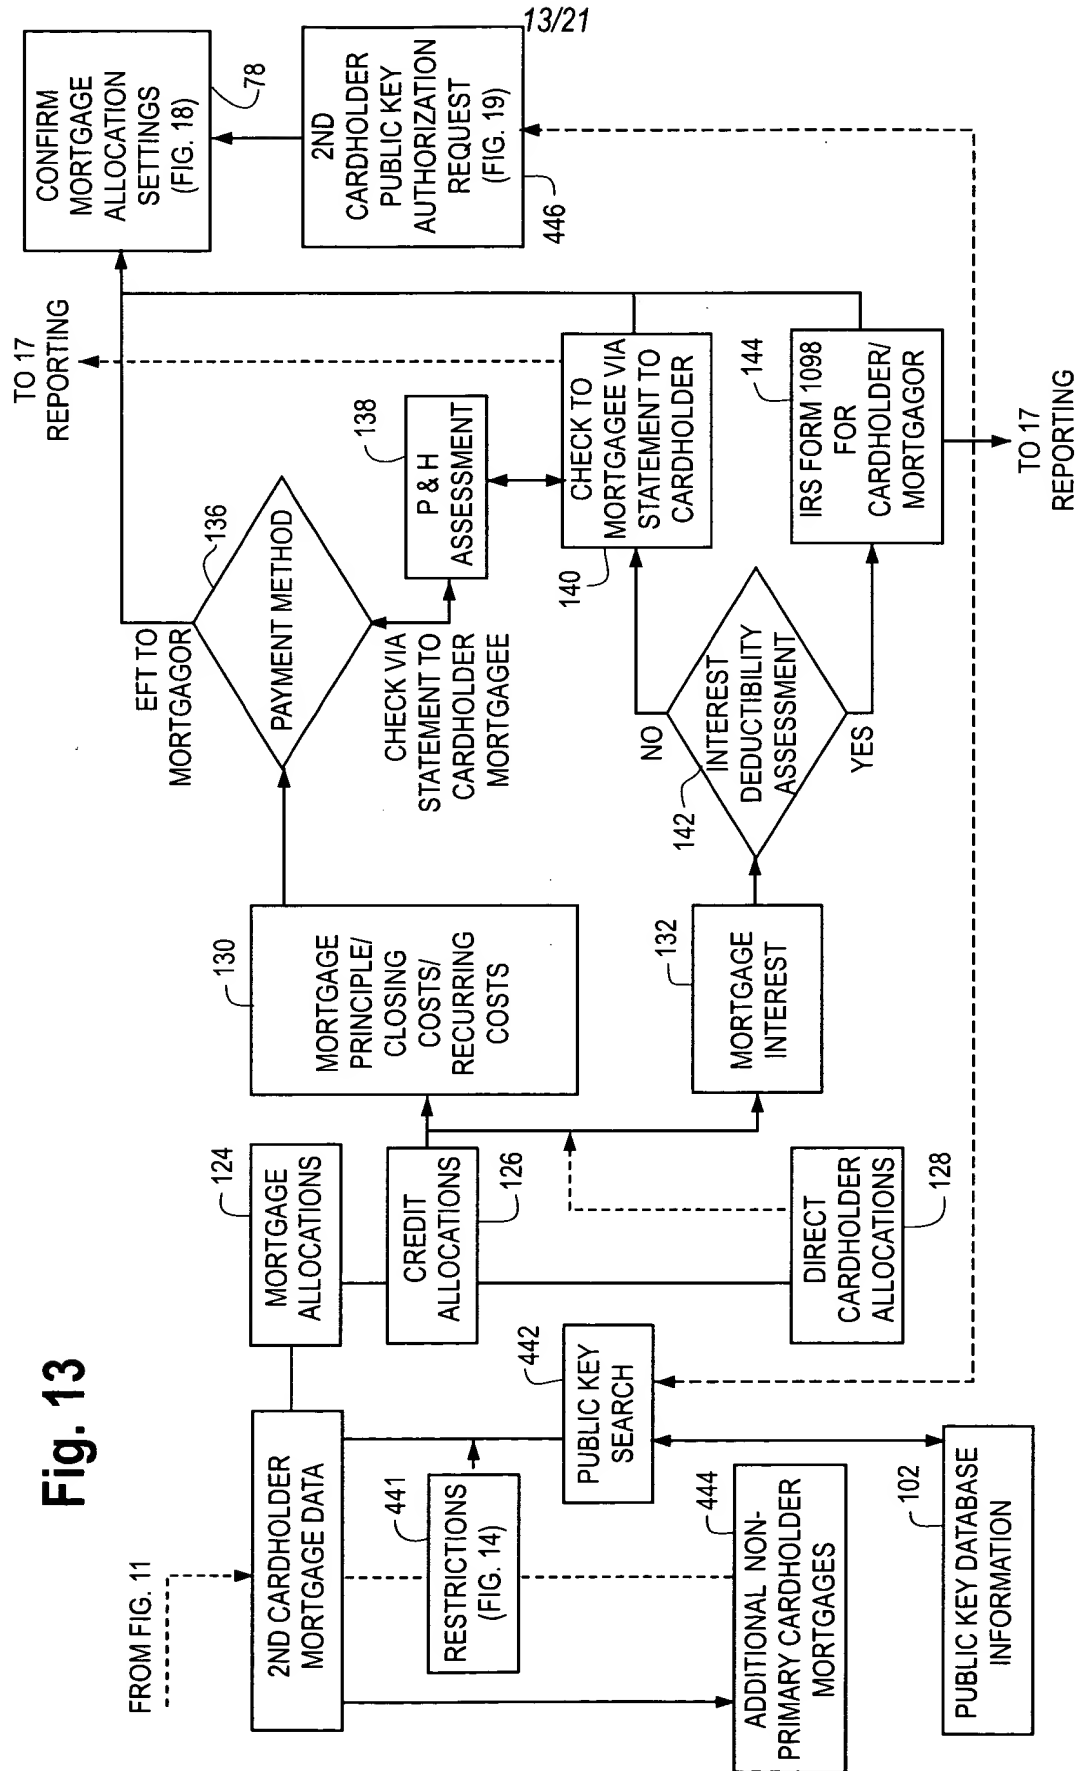 13/21
Fig. 13
FROM FIG. 11
2ND CARDHOLDER
MORTGAGE DATA
441
RESTRICTIONS
(FIG. 14)
444
ADDITIONAL NON-
PRIMARY CARDHOLDER
MORTGAGES
442
PUBLIC KEY
SEARCH
102
PUBLIC KEY DATABASE
INFORMATION
124
MORTGAGE
ALLOCATIONS
CREDIT
ALLOCATIONS
126
DIRECT
CARDHOLDER
ALLOCATIONS
128
130
MORTGAGE
PRINCIPLE/
CLOSING
COSTS/
RECURRING
COSTS
132
MORTGAGE
INTEREST
EFT TO
MORTGAGOR
136
PAYMENT METHOD
CHECK VIA
STATEMENT TO
CARDHOLDER
MORTGAGEE
138
P & H
ASSESSMENT
140
CHECK TO
MORTGAGEE VIA
STATEMENT TO
CARDHOLDER
142
INTEREST
DEDUCTIBILITY
ASSESSMENT
NO
YES
144
IRS FORM 1098
FOR
CARDHOLDER/
MORTGAGOR
TO 17
REPORTING
TO 17
REPORTING
CONFIRM
MORTGAGE
ALLOCATION
SETTINGS
(FIG. 18)
78
2ND
CARDHOLDER
PUBLIC KEY
AUTHORIZATION
REQUEST
(FIG. 19)
446